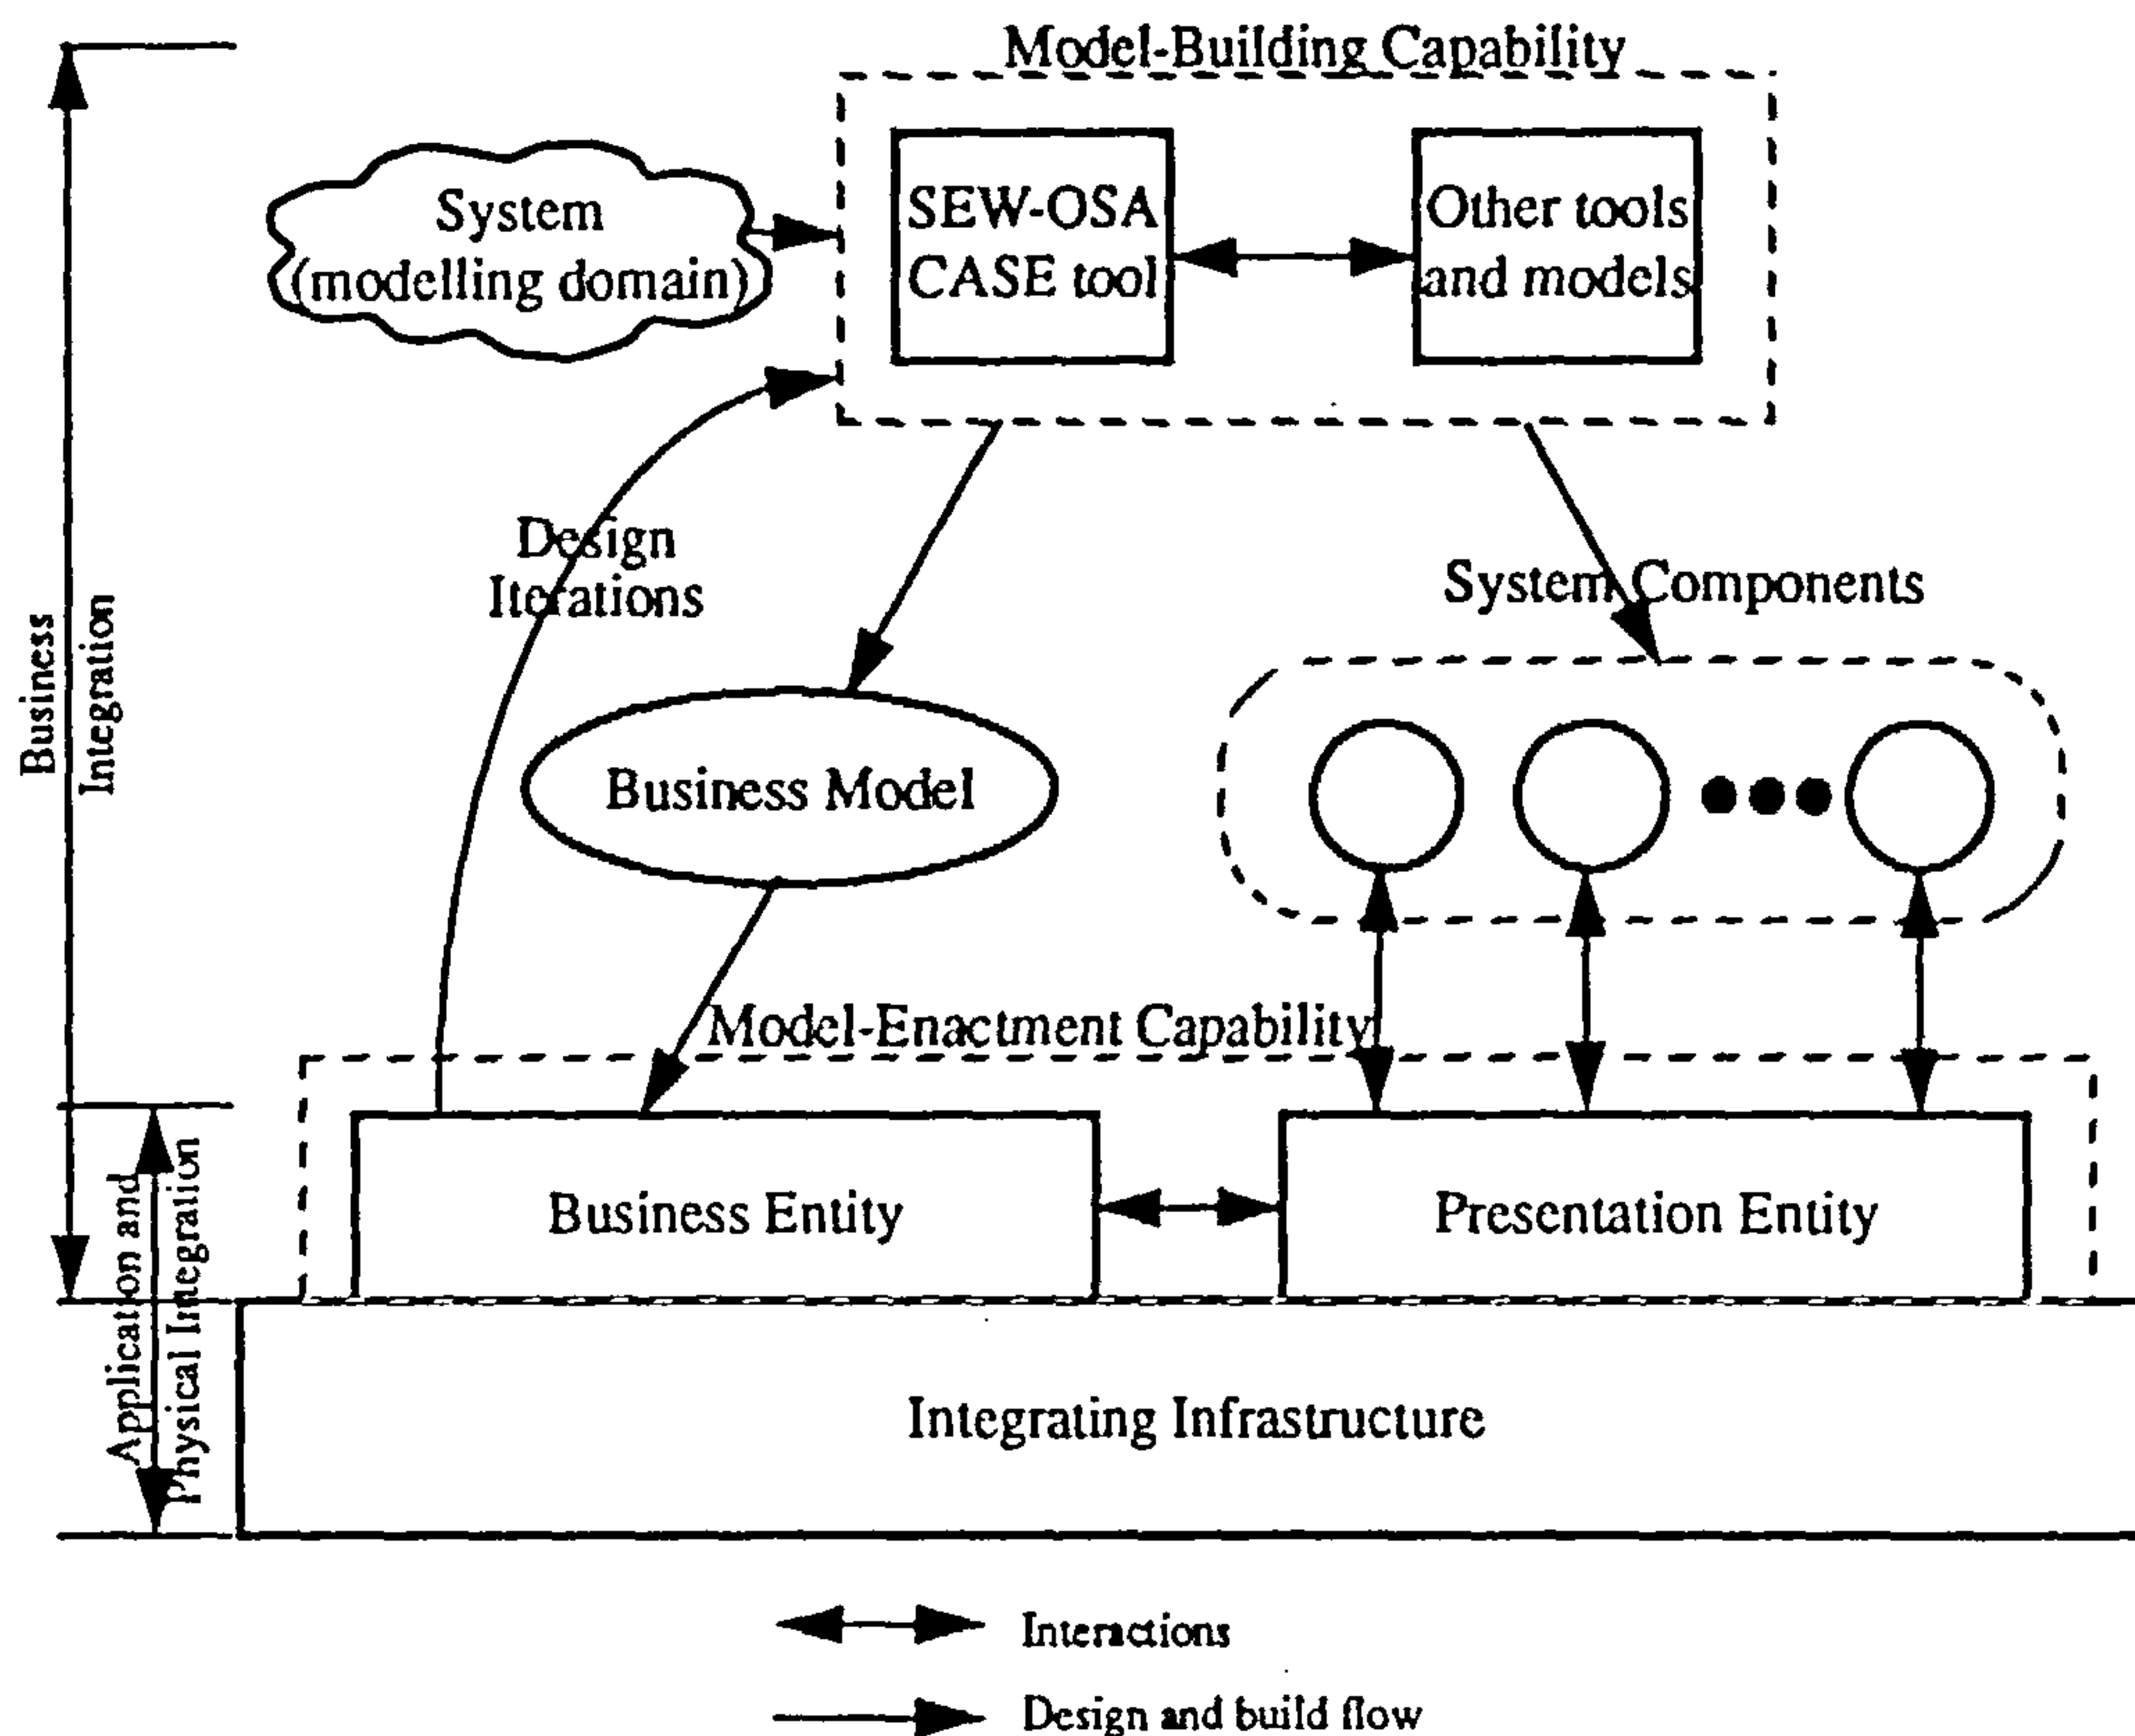 Model-Building Capability
System
(modelling domain)
SEW-OSA
CASE tool
Other tools
and models
Design
Iterations
System Components
Business
Integration
Business Model
Model-Enactment Capability
Application and
Physical Integration
Business Entity
Presentation Entity
Integrating Infrastructure
Interactions
Design and build flow